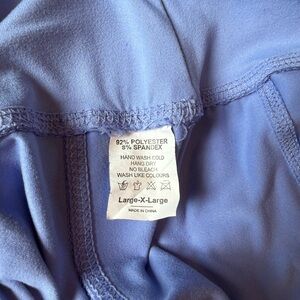 92% POLYESTER
8% SPANDEX
HAND WASH COLD
HANG DRY
NO BLEACH
WASH LIKE COLOURS
Large-X-Large
MADE IN CHINA